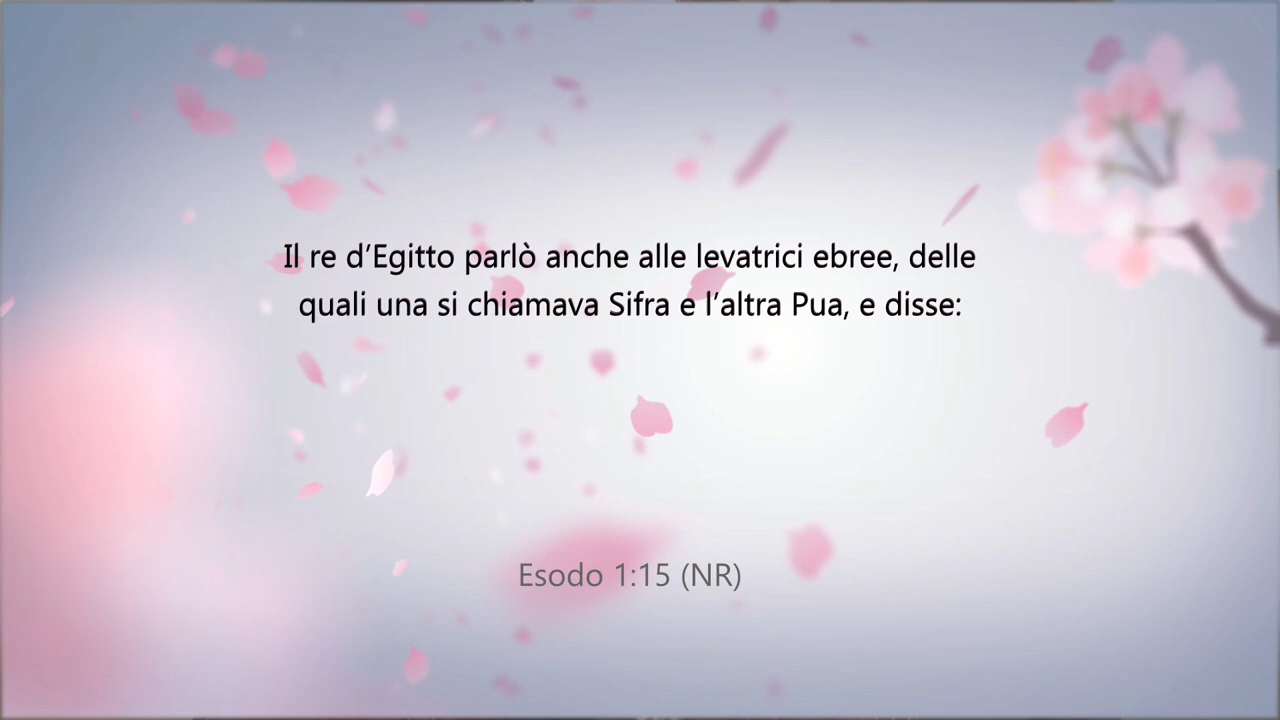 Il re d’Egitto parlò anche alle levatrici ebree, delle
quali una si chiamava Sifra e l’altra Pua, e disse:
Esodo 1:15 (NR)